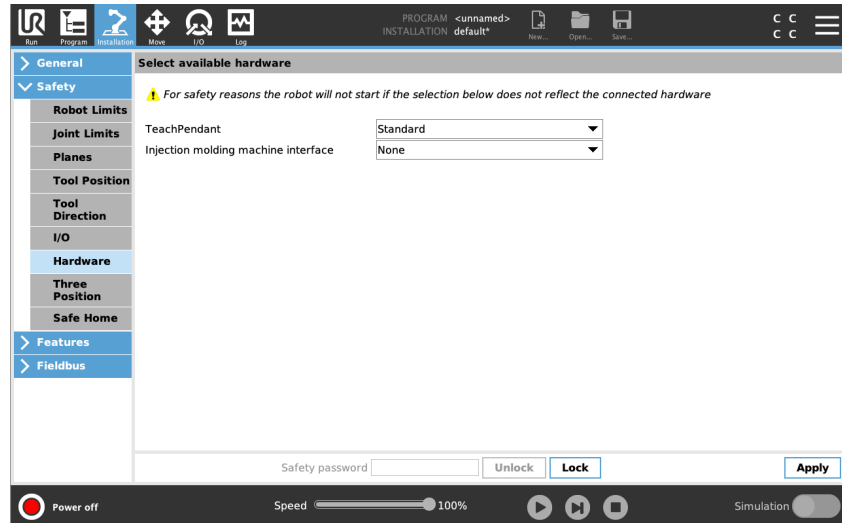 UR
Run
Program
Installation
Move
I/O
Log
PROGRAM <unnamed>
INSTALLATION default*
New...
Open...
Save...
C C
C C
General
Safety
Robot Limits
Joint Limits
Planes
Tool Position
Tool
Direction
I/O
Hardware
Three
Position
Safe Home
Features
Fieldbus
Select available hardware
For safety reasons the robot will not start if the selection below does not reflect the connected hardware
TeachPendant Standard
Injection molding machine interface None
Safety password Unlock Lock Apply
Power off Speed 100% Simulation